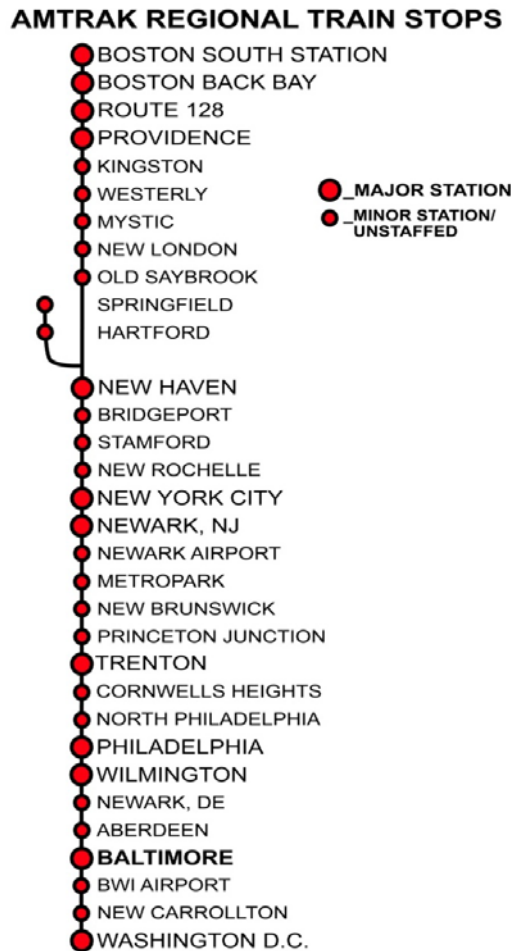 AMTRAK REGIONAL TRAIN STOPS
BOSTON SOUTH STATION
BOSTON BACK BAY
ROUTE 128
PROVIDENCE
KINGSTON
WESTERLY
MYSTIC
NEW LONDON
OLD SAYBROOK
SPRINGFIELD
HARTFORD
NEW HAVEN
BRIDGEPORT
STAMFORD
NEW ROCHELLE
NEW YORK CITY
NEWARK, NJ
NEWARK AIRPORT
METROPARK
NEW BRUNSWICK
PRINCETON JUNCTION
TRENTON
CORNWELLS HEIGHTS
NORTH PHILADELPHIA
PHILADELPHIA
WILMINGTON
NEWARK, DE
ABERDEEN
BALTIMORE
BWI AIRPORT
NEW CARROLLTON
WASHINGTON D.C.
_MAJOR STATION
_MINOR STATION/
UNSTAFFED